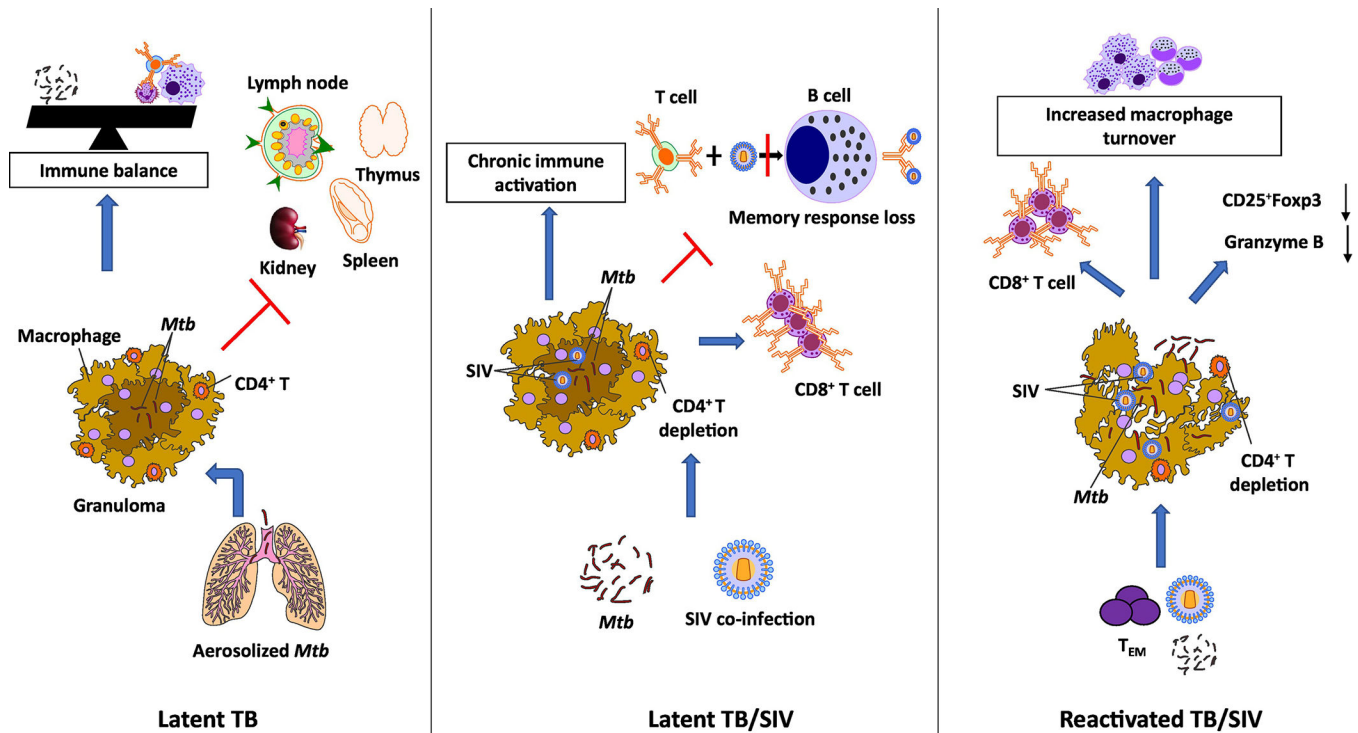 Immune balance
Lymph node
Thymus
Kidney
Spleen
Macrophage
Mtb
CD4⁺ T
Granuloma
Aerosolized Mtb
Latent TB
Chronic immune
activation
T cell
B cell
Memory response loss
Mtb
SIV
CD8⁺ T cell
CD4⁺ T
depletion
Mtb
SIV co-infection
Latent TB/SIV
Increased macrophage
turnover
CD8⁺ T cell
CD25⁺Foxp3
Granzyme B
SIV
Mtb
CD4⁺ T
depletion
T_EM
Reactivated TB/SIV